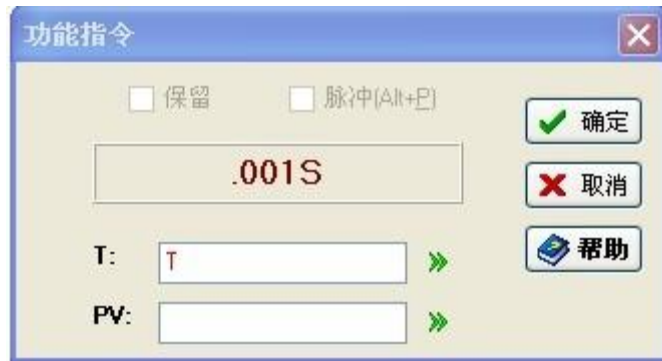 功能指令
保留
脉冲(Alt+P)
确定
.001S
取消
T:
T
帮助
PV: